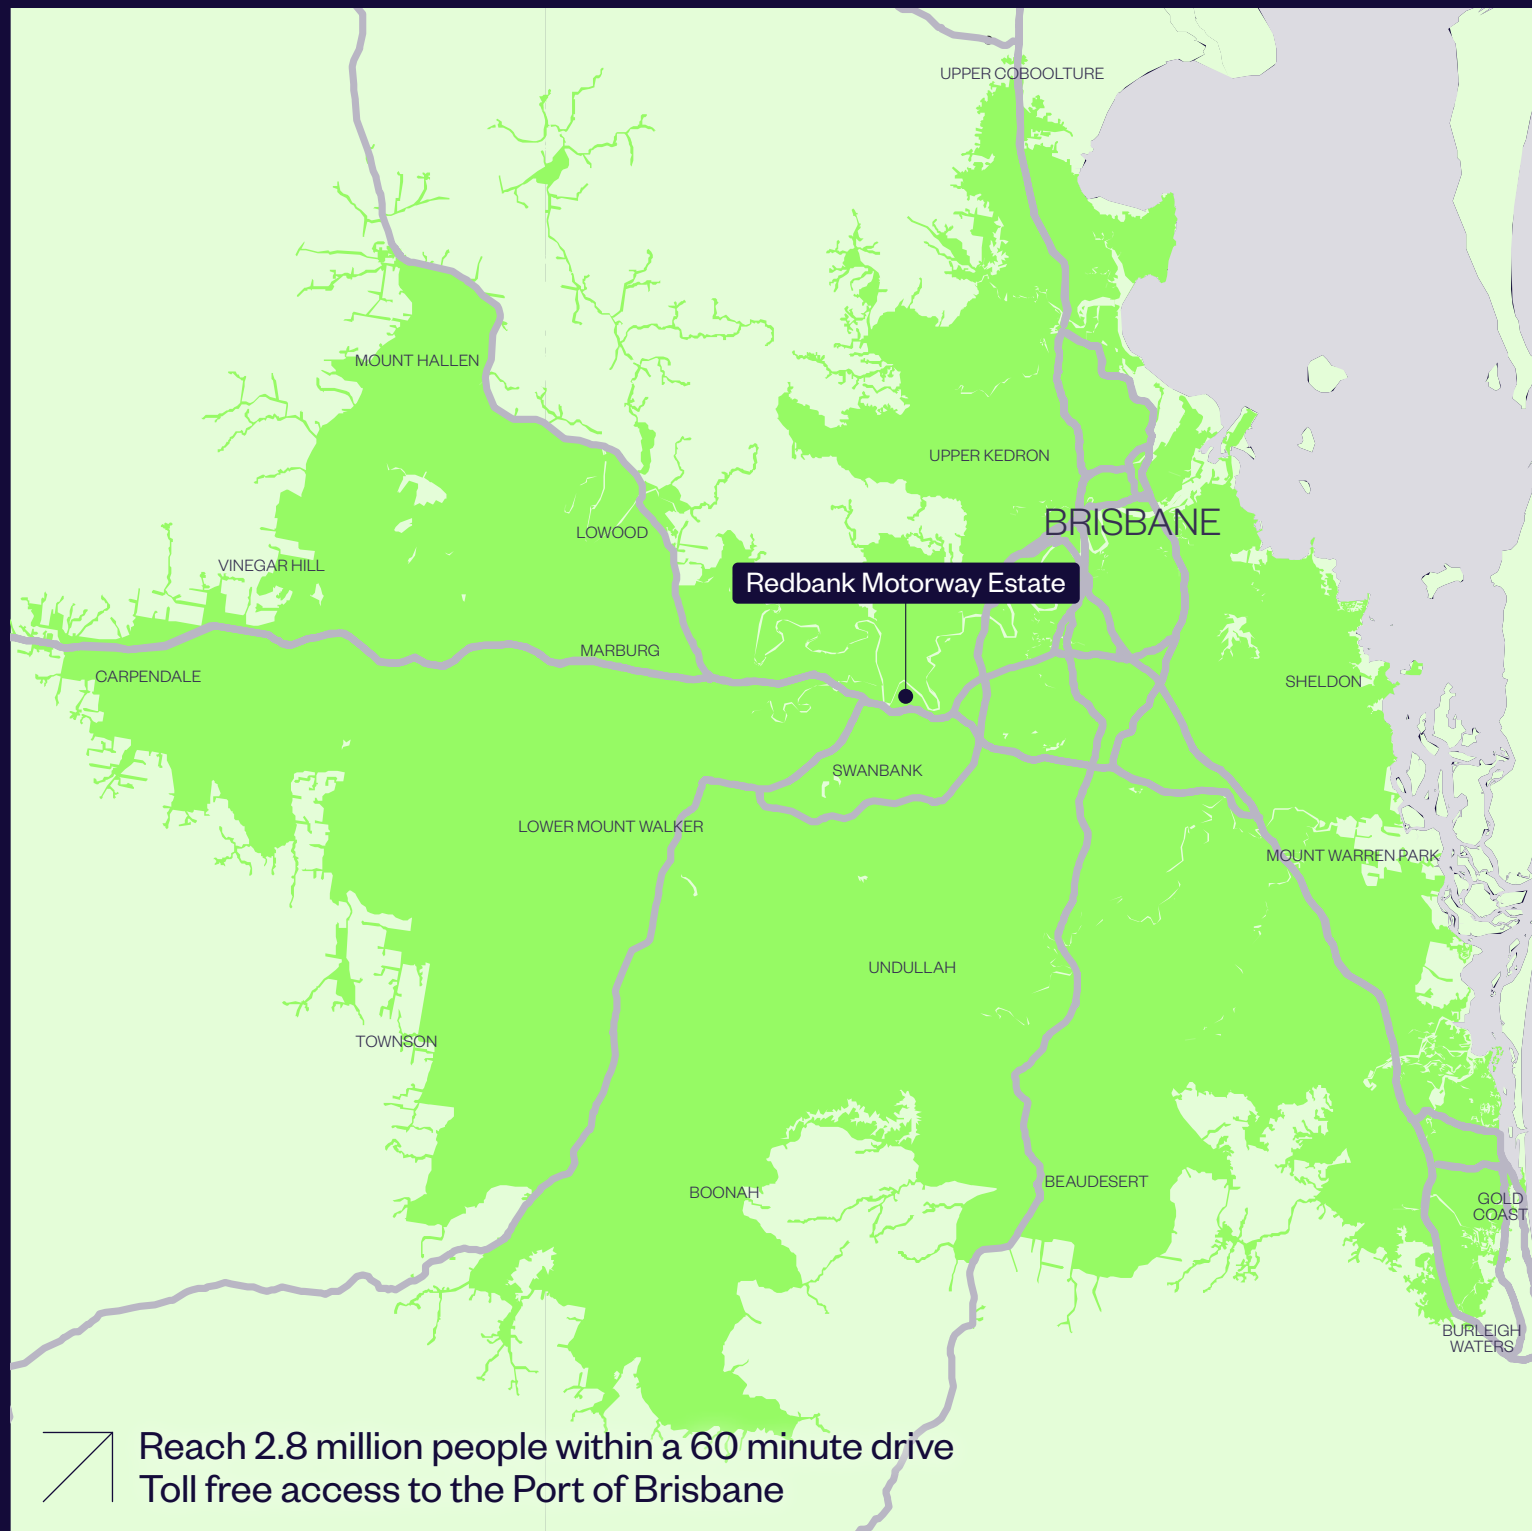 UPPER COBOOLTURE
MOUNT HALLEN
UPPER KEDRON
BRISBANE
LOWOOD
VINEGAR HILL
Redbank Motorway Estate
MARBURG
CARPENDALE
SHELDON
SWANBANK
LOWER MOUNT WALKER
MOUNT WARREN PARK
UNDULLAH
TOWNSON
BEAUDESERT
BOONAH
GOLD
COAST
BURLEIGH
WATERS
Reach 2.8 million people within a 60 minute drive
Toll free access to the Port of Brisbane